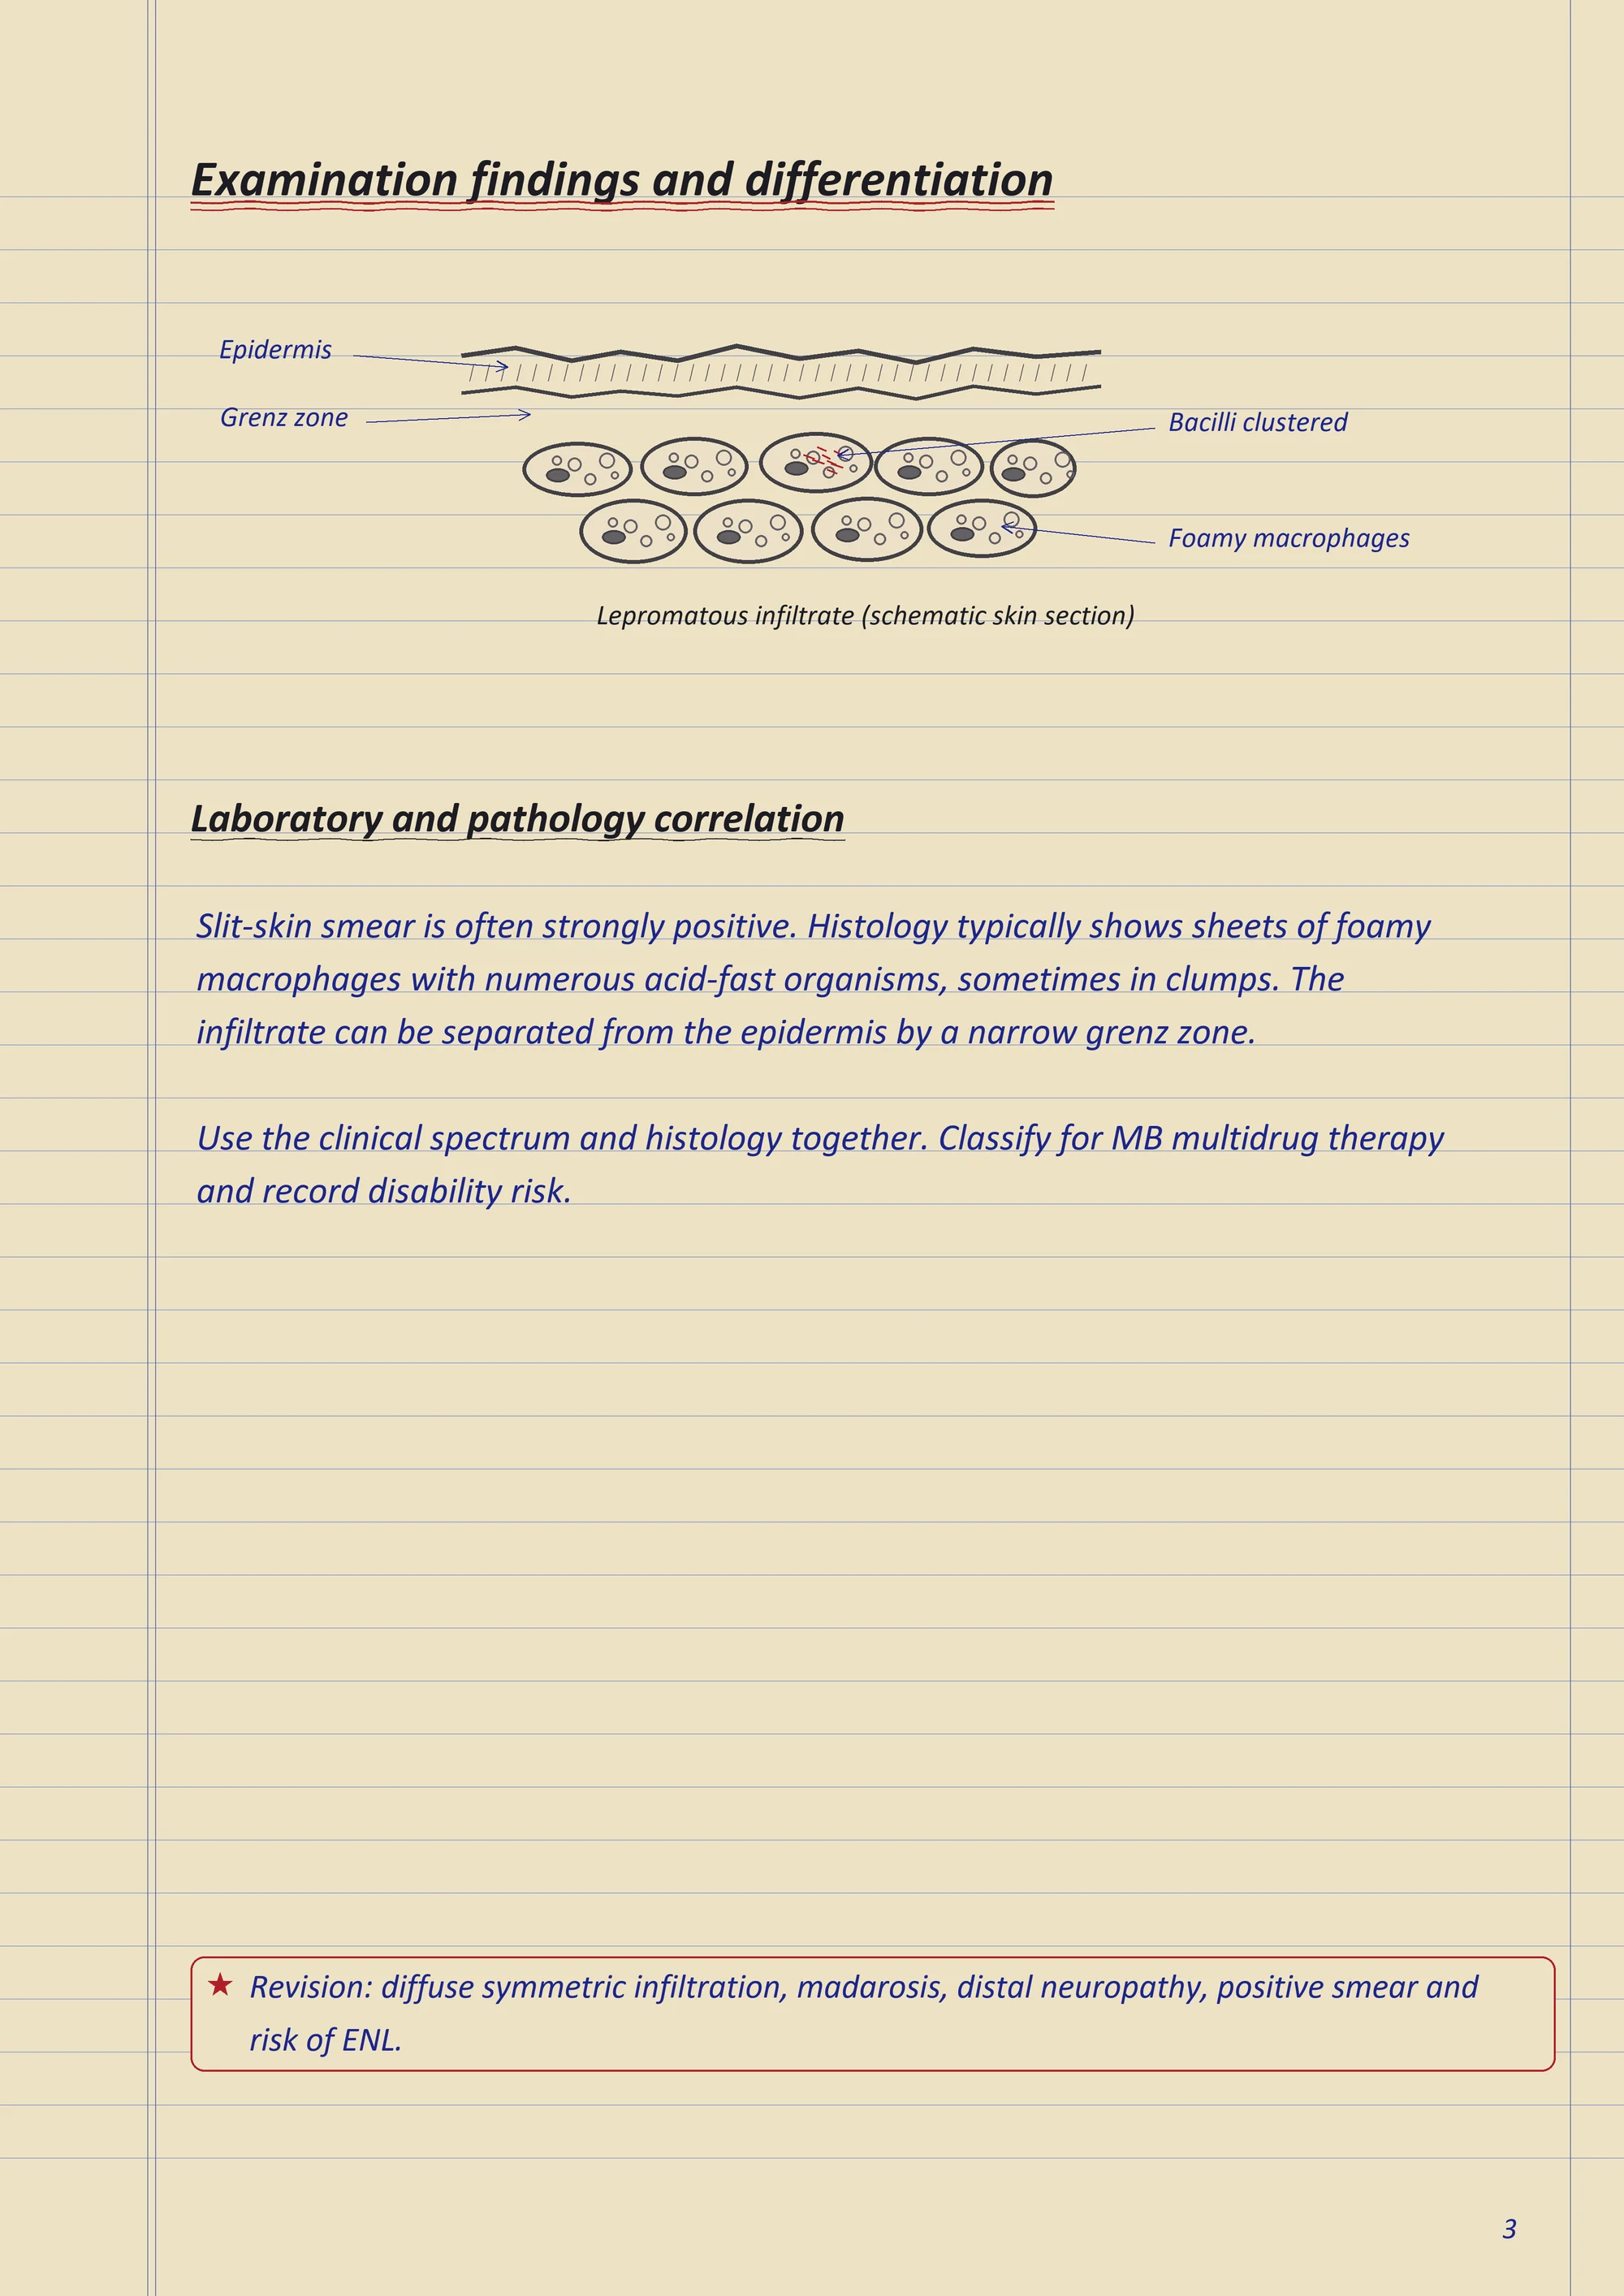 Examination findings and differentiation
Epidermis
Grenz zone
Bacilli clustered
Foamy macrophages
Lepromatous infiltrate (schematic skin section)
Laboratory and pathology correlation
Slit-skin smear is often strongly positive. Histology typically shows sheets of foamy
macrophages with numerous acid-fast organisms, sometimes in clumps. The
infiltrate can be separated from the epidermis by a narrow grenz zone.
Use the clinical spectrum and histology together. Classify for MB multidrug therapy
and record disability risk.
★ Revision: diffuse symmetric infiltration, madarosis, distal neuropathy, positive smear and
risk of ENL.
3